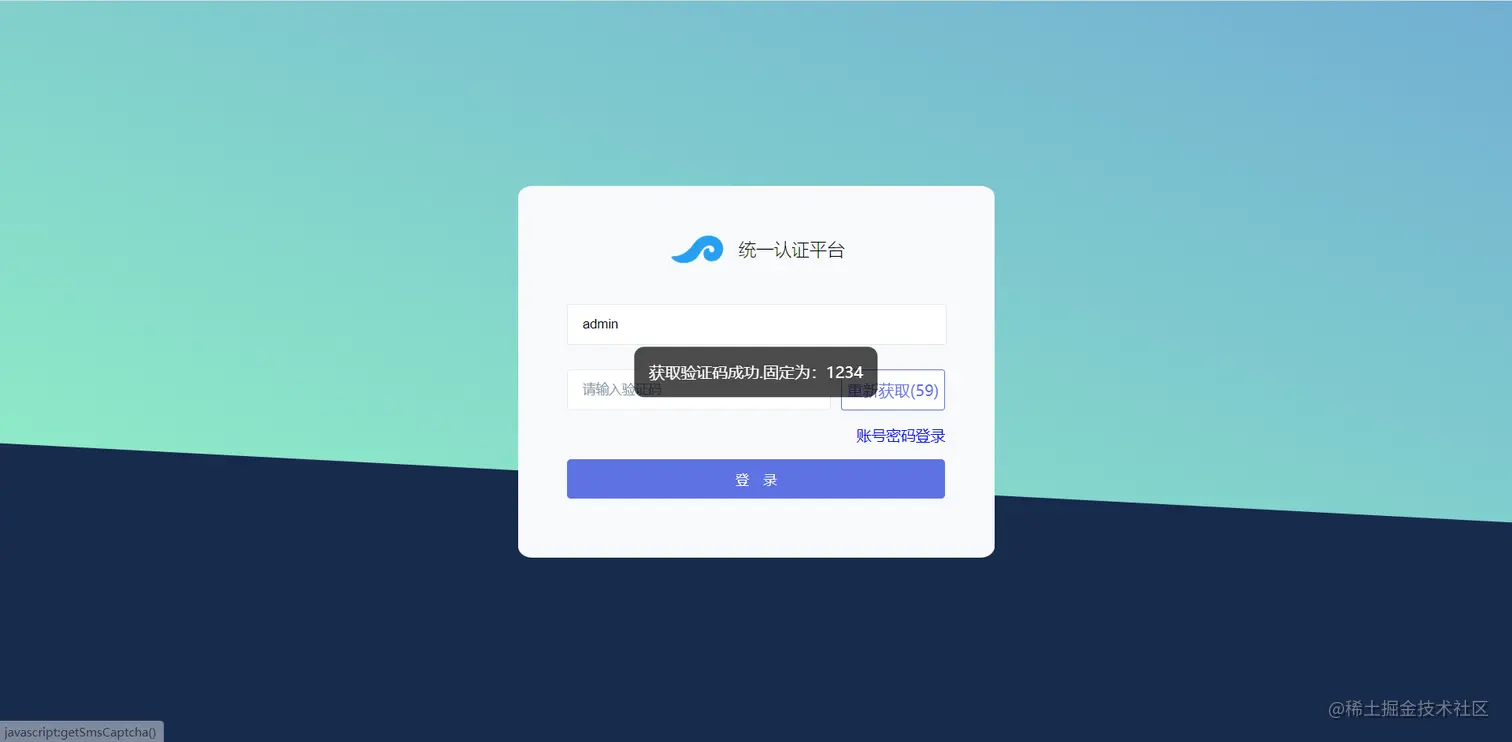 统一认证平台
admin
获取验证码成功.固定为：1234
请输入验证码
重新获取(59)
账号密码登录
登 录
@稀土掘金技术社区
javascript:getSmsCaptcha()